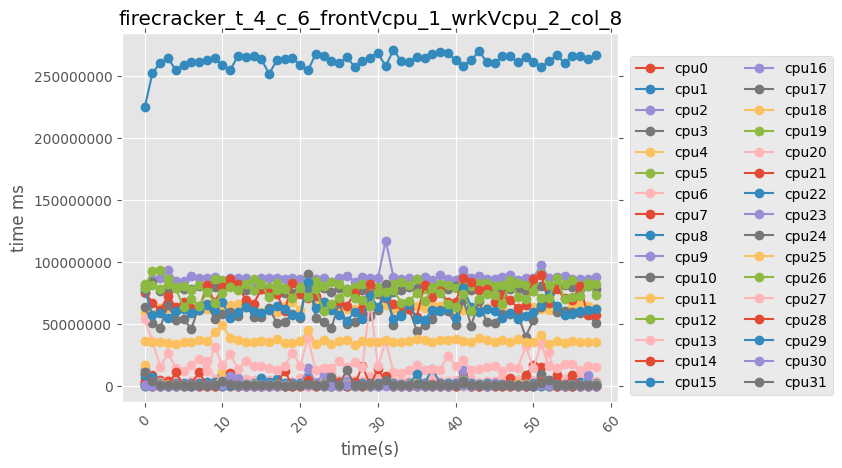 firecracker_t_4_c_6_frontVcpu_1_wrkVcpu_2_col_8
time ms
250000000
200000000
150000000
100000000
50000000
0
0
10
20
30
40
50
60
time(s)
cpu0
cpu1
cpu2
cpu3
cpu4
cpu5
cpu6
cpu7
cpu8
cpu9
cpu10
cpu11
cpu12
cpu13
cpu14
cpu15
cpu16
cpu17
cpu18
cpu19
cpu20
cpu21
cpu22
cpu23
cpu24
cpu25
cpu26
cpu27
cpu28
cpu29
cpu30
cpu31